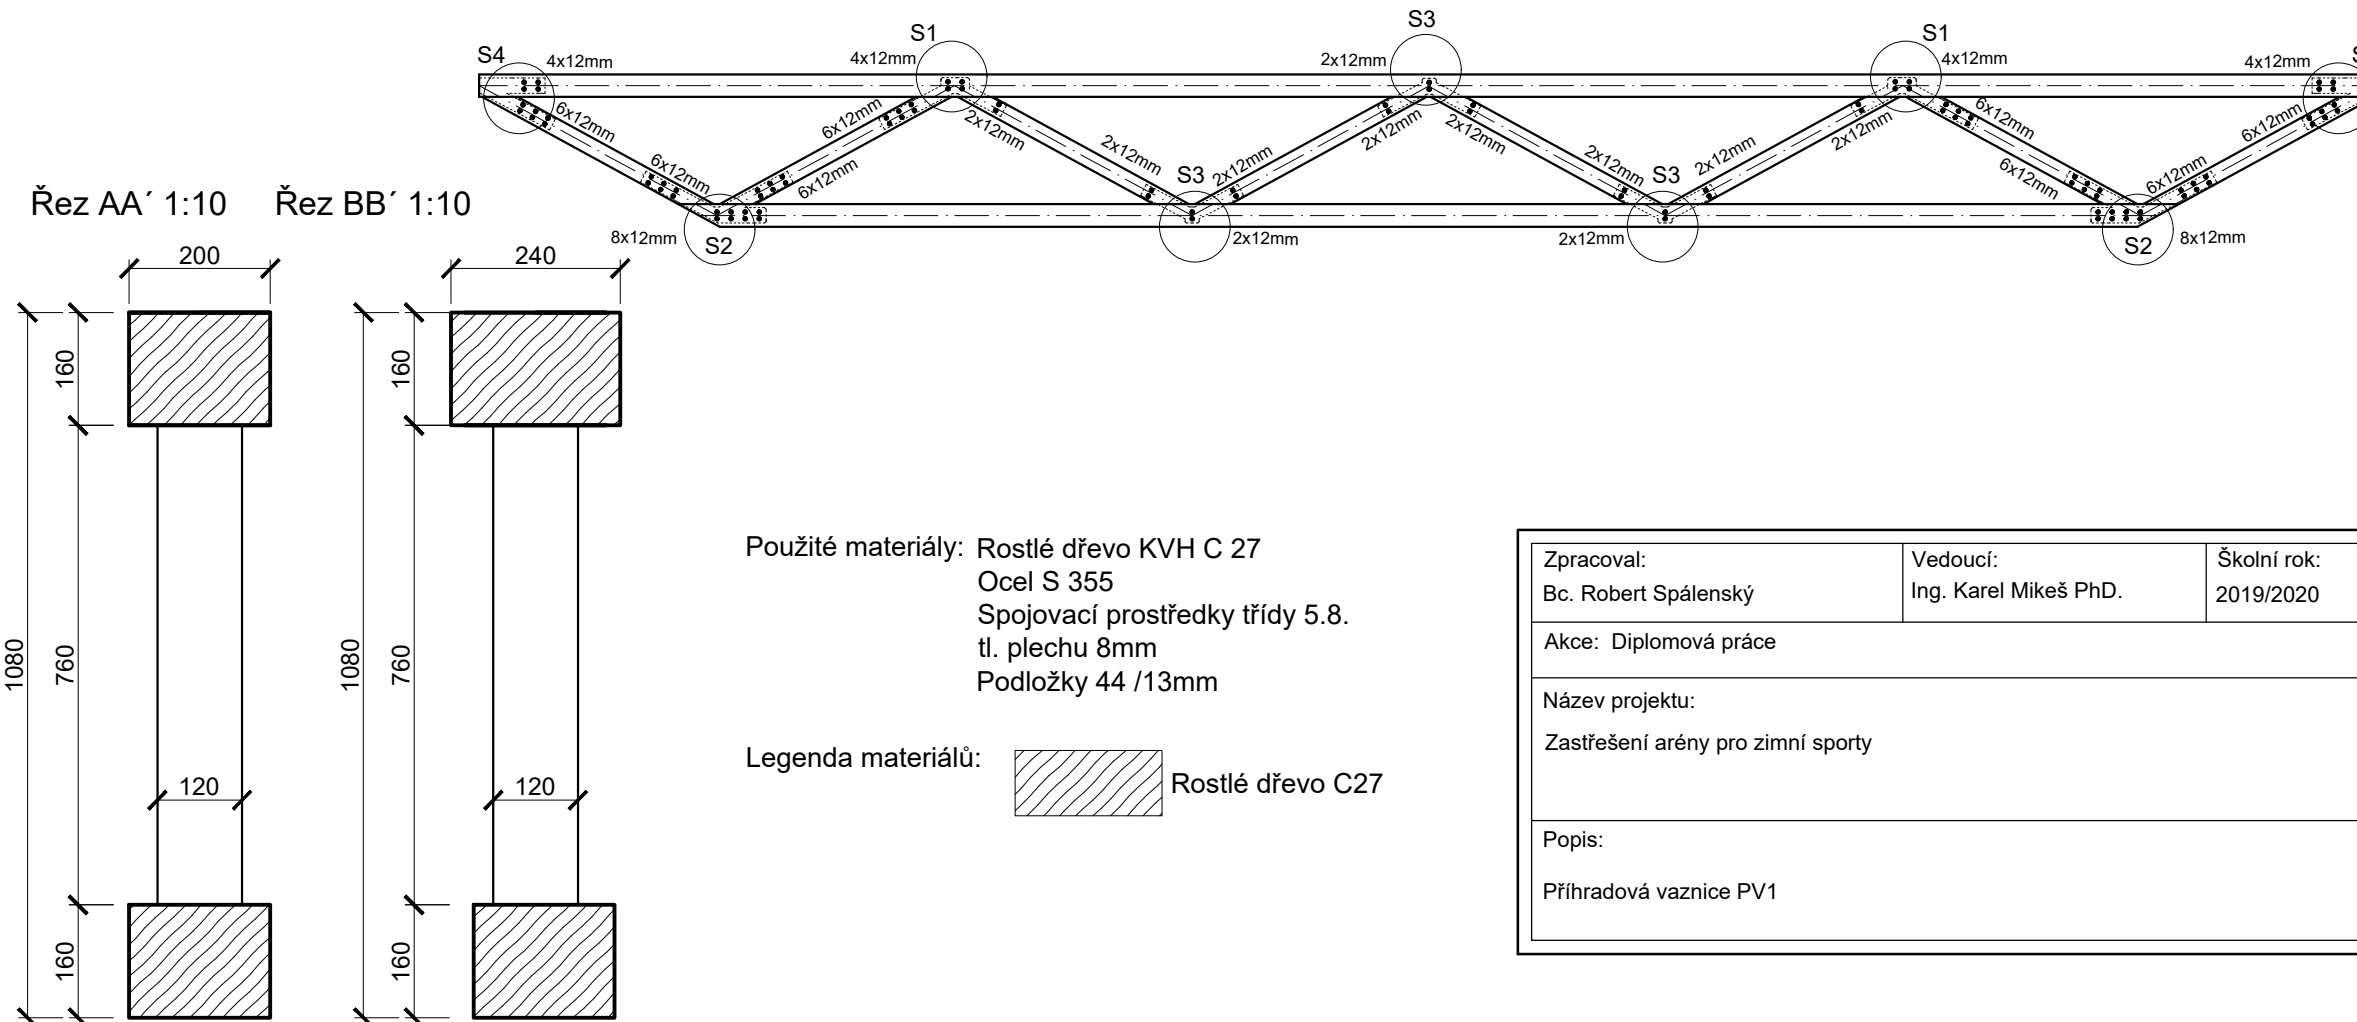 S4
4x12mm
4x12mm
S1
2x12mm
S3
S1
4x12mm
4x12mm
6x12mm
6x12mm
6x12mm
6x12mm
2x12mm
2x12mm
S3
2x12mm
2x12mm
2x12mm
2x12mm
S3
2x12mm
2x12mm
6x12mm
6x12mm
6x12mm
6x12mm
8x12mm
S2
2x12mm
2x12mm
S2
8x12mm
Řez AA´ 1:10
Řez BB´ 1:10
200
240
160
160
1080
760
1080
760
120
120
160
160
Použité materiály:
Rostlé dřevo KVH C 27
Ocel S 355
Spojovací prostředky třídy 5.8.
tl. plechu 8mm
Podložky 44 /13mm
Legenda materiálů:
Rostlé dřevo C27
Zpracoval:
Bc. Robert Spálenský
Vedoucí:
Ing. Karel Mikeš PhD.
Školní rok:
2019/2020
Akce: Diplomová práce
Název projektu:
Zastřešení arény pro zimní sporty
Popis:
Příhradová vaznice PV1